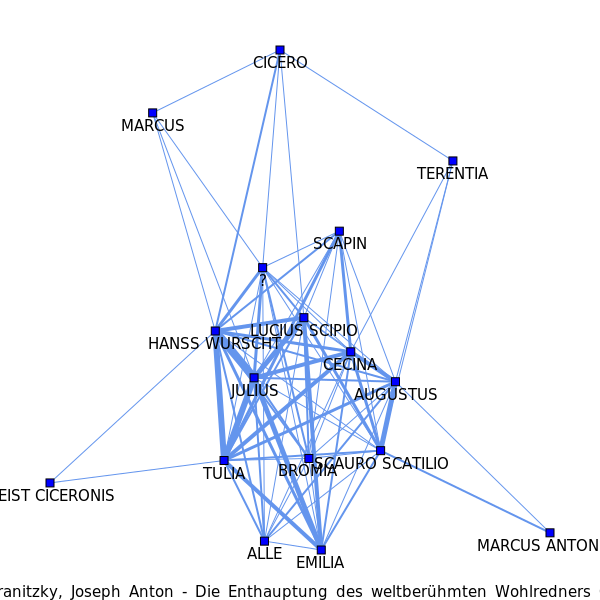 CICERO
MARCUS
TERENTIA
SCAPIN
?
LUCIUS SCIPIO
HANSS WURSCHT
CECINA
JULIUS
AUGUSTUS
TULIA
BROMIA
SCAURO SCATILIO
EIST CICERONIS
ALLE
EMILIA
MARCUS ANTON
ranitzky, Joseph Anton - Die Enthauptung des weltberühmten Wohlredners